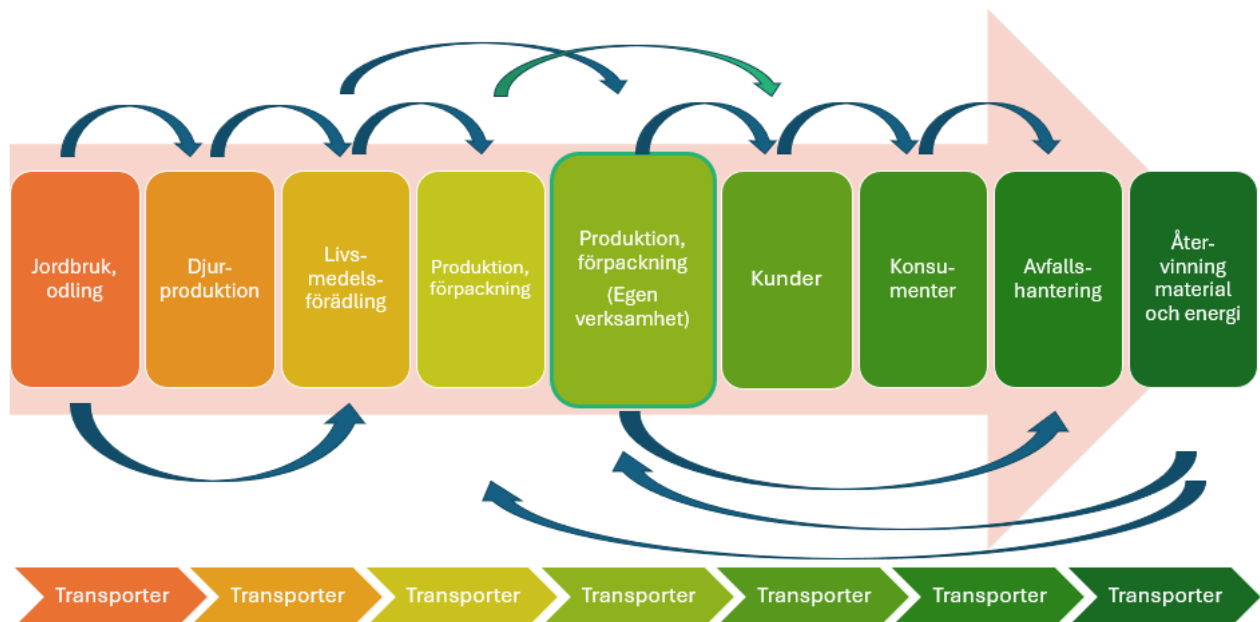 Jordbruk,
odling
Djur-
produktion
Livs-
medels-
förädling
Produktion,
förpackning
Produktion,
förpackning
(Egen
verksamhet)
Kunder
Konsu-
menter
Avfalls-
hantering
Åter-
vinning
material
och energi
Transporter
Transporter
Transporter
Transporter
Transporter
Transporter
Transporter